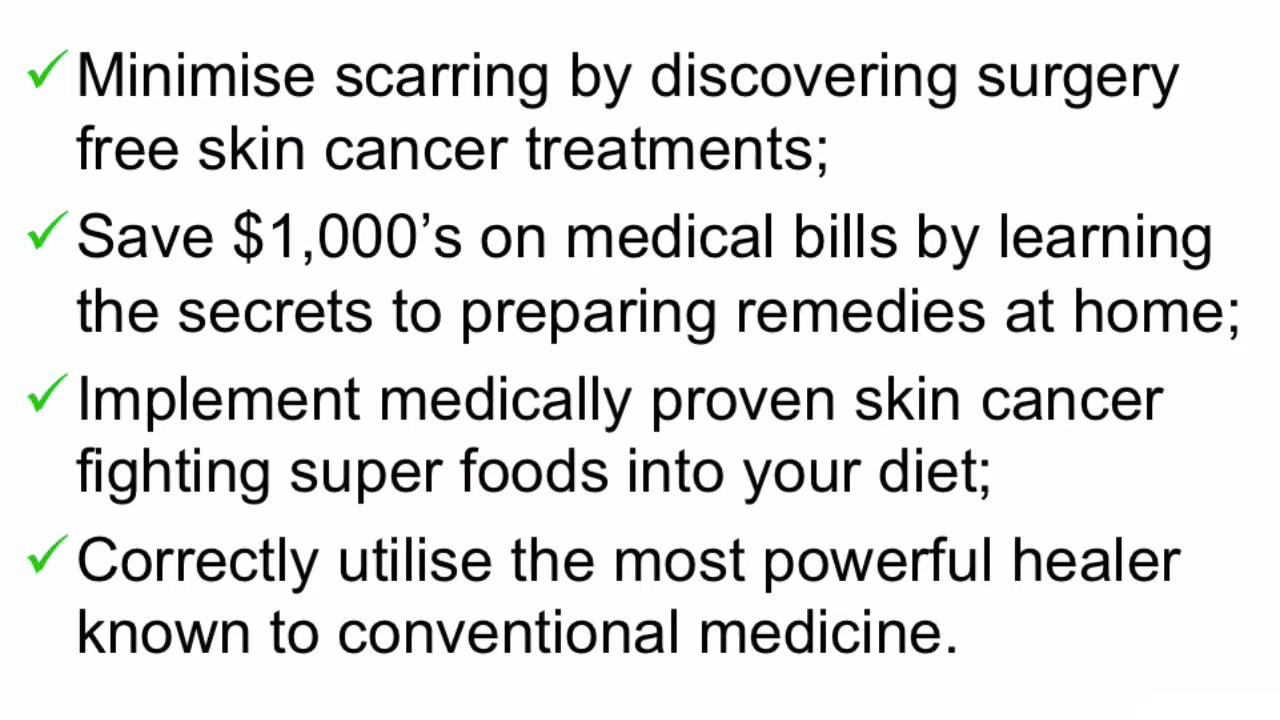 ✓Minimise scarring by discovering surgery
free skin cancer treatments;
✓Save $1,000’s on medical bills by learning
the secrets to preparing remedies at home;
✓Implement medically proven skin cancer
fighting super foods into your diet;
✓Correctly utilise the most powerful healer
known to conventional medicine.